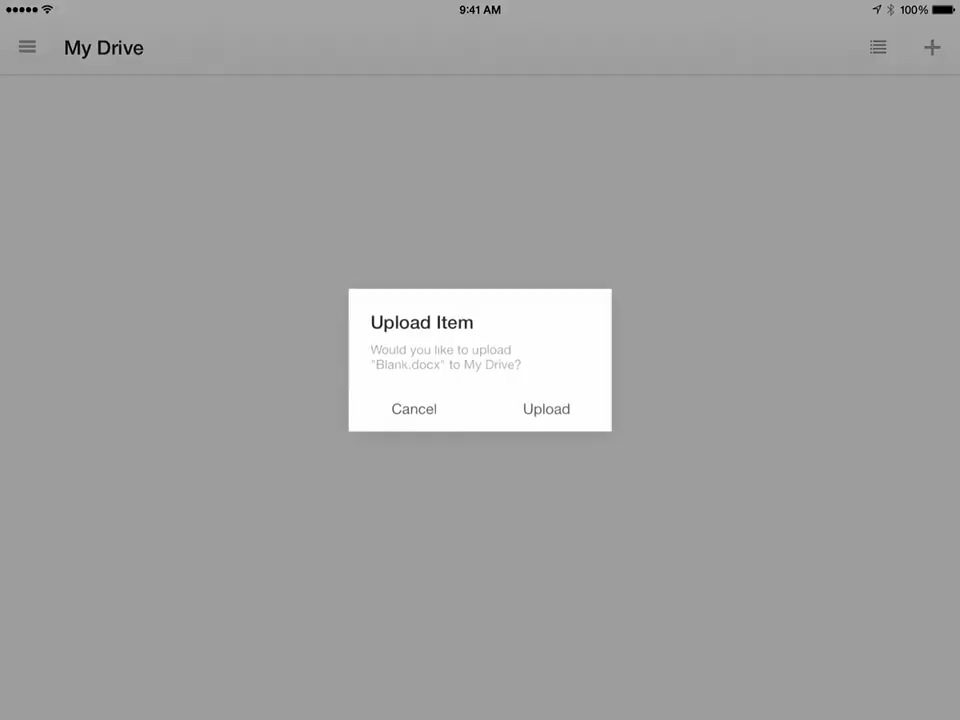 9:41 AM
100%
My Drive
Upload Item
Would you like to upload
"Blank.docx" to My Drive?
Cancel
Upload